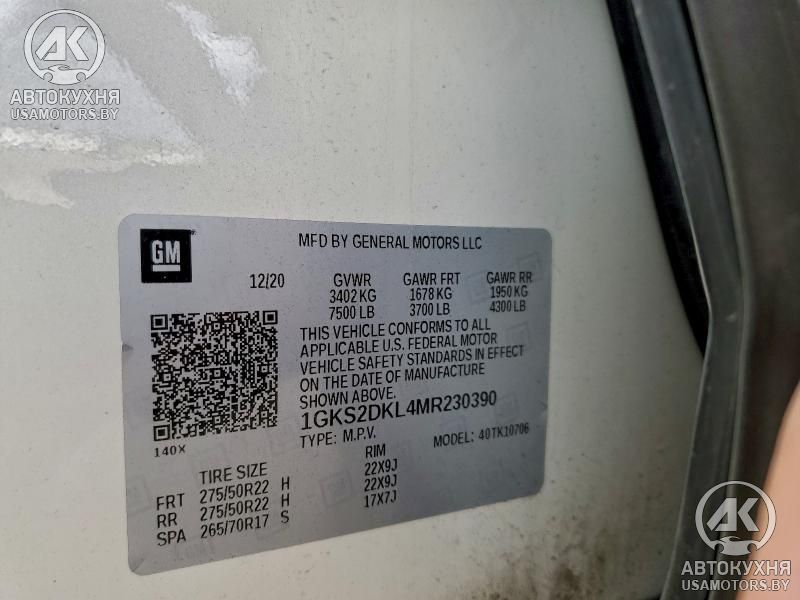 AK
АВТОКУХНЯ
USAMOTORS.BY
GM
MFD BY GENERAL MOTORS LLC
12/20 GVWR GAWR FRT GAWR RR
3402 KG 1678 KG 1950 KG
7500 LB 3700 LB 4300 LB
THIS VEHICLE CONFORMS TO ALL
APPLICABLE U.S. FEDERAL MOTOR
VEHICLE SAFETY STANDARDS IN EFFECT
ON THE DATE OF MANUFACTURE
SHOWN ABOVE.
1GKS2DKL4MR230390
TYPE: M.P.V. MODEL: 40TK10706
140X
TIRE SIZE RIM
FRT 275/50R22 H 22X9J
RR 275/50R22 H 22X9J
SPA 265/70R17 S 17X7J
AK
АВТОКУХНЯ
USAMOTORS.BY